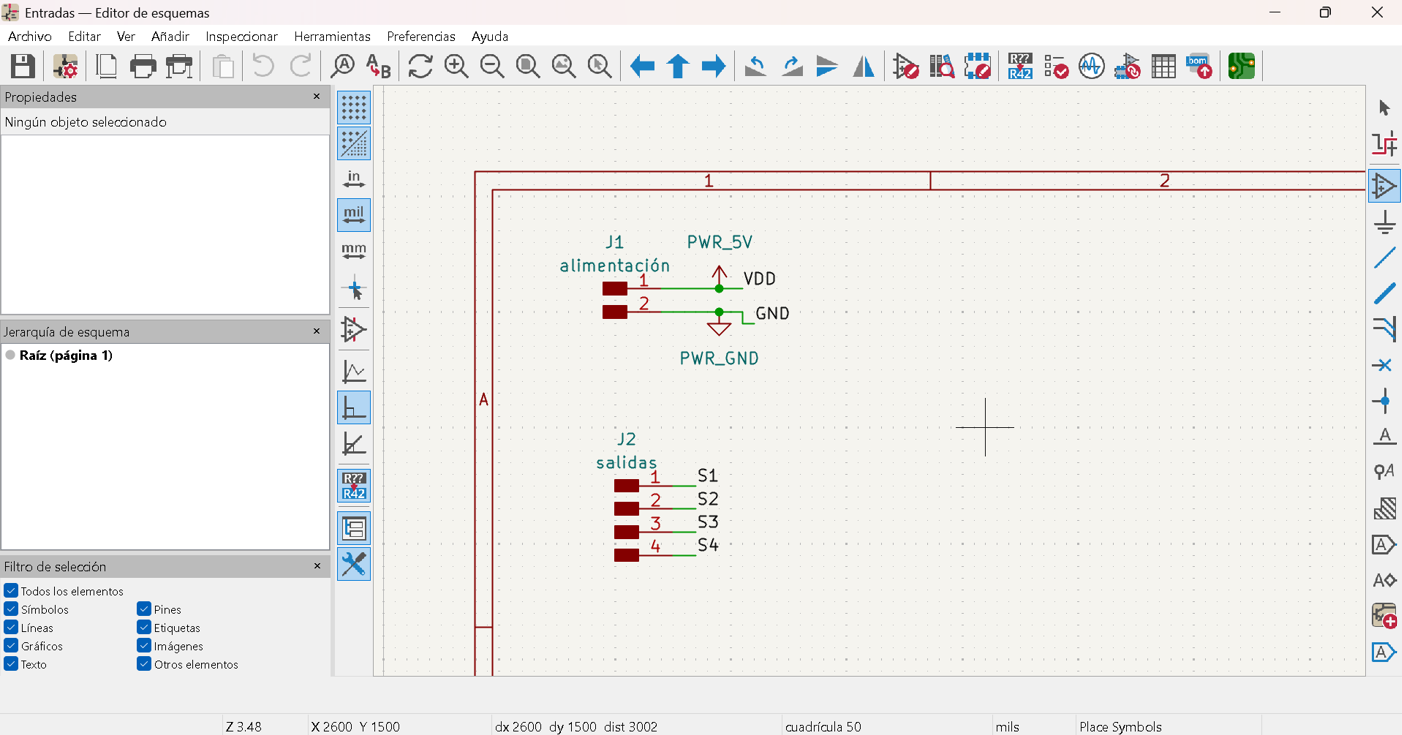 Entradas — Editor de esquemas
Archivo Editar Ver Añadir Inspeccionar Herramientas Preferencias Ayuda
A
A B
R??
R42
bom
Propiedades
Ningún objeto seleccionado
in
mil
mm
R??
R42
Jerarquía de esquema
Raíz (página 1)
Filtro de selección
Todos los elementos
Símbolos Pines
Líneas Etiquetas
Gráficos Imágenes
Texto Otros elementos
1 2
A
J1 PWR_5V
alimentación
1 VDD
2 GND
PWR_GND
J2
salidas
1 S1
2 S2
3 S3
4 S4
A
A
A
A
A
Z 3.48 X 2600 Y 1500 dx 2600 dy 1500 dist 3002 cuadrícula 50 mils Place Symbols